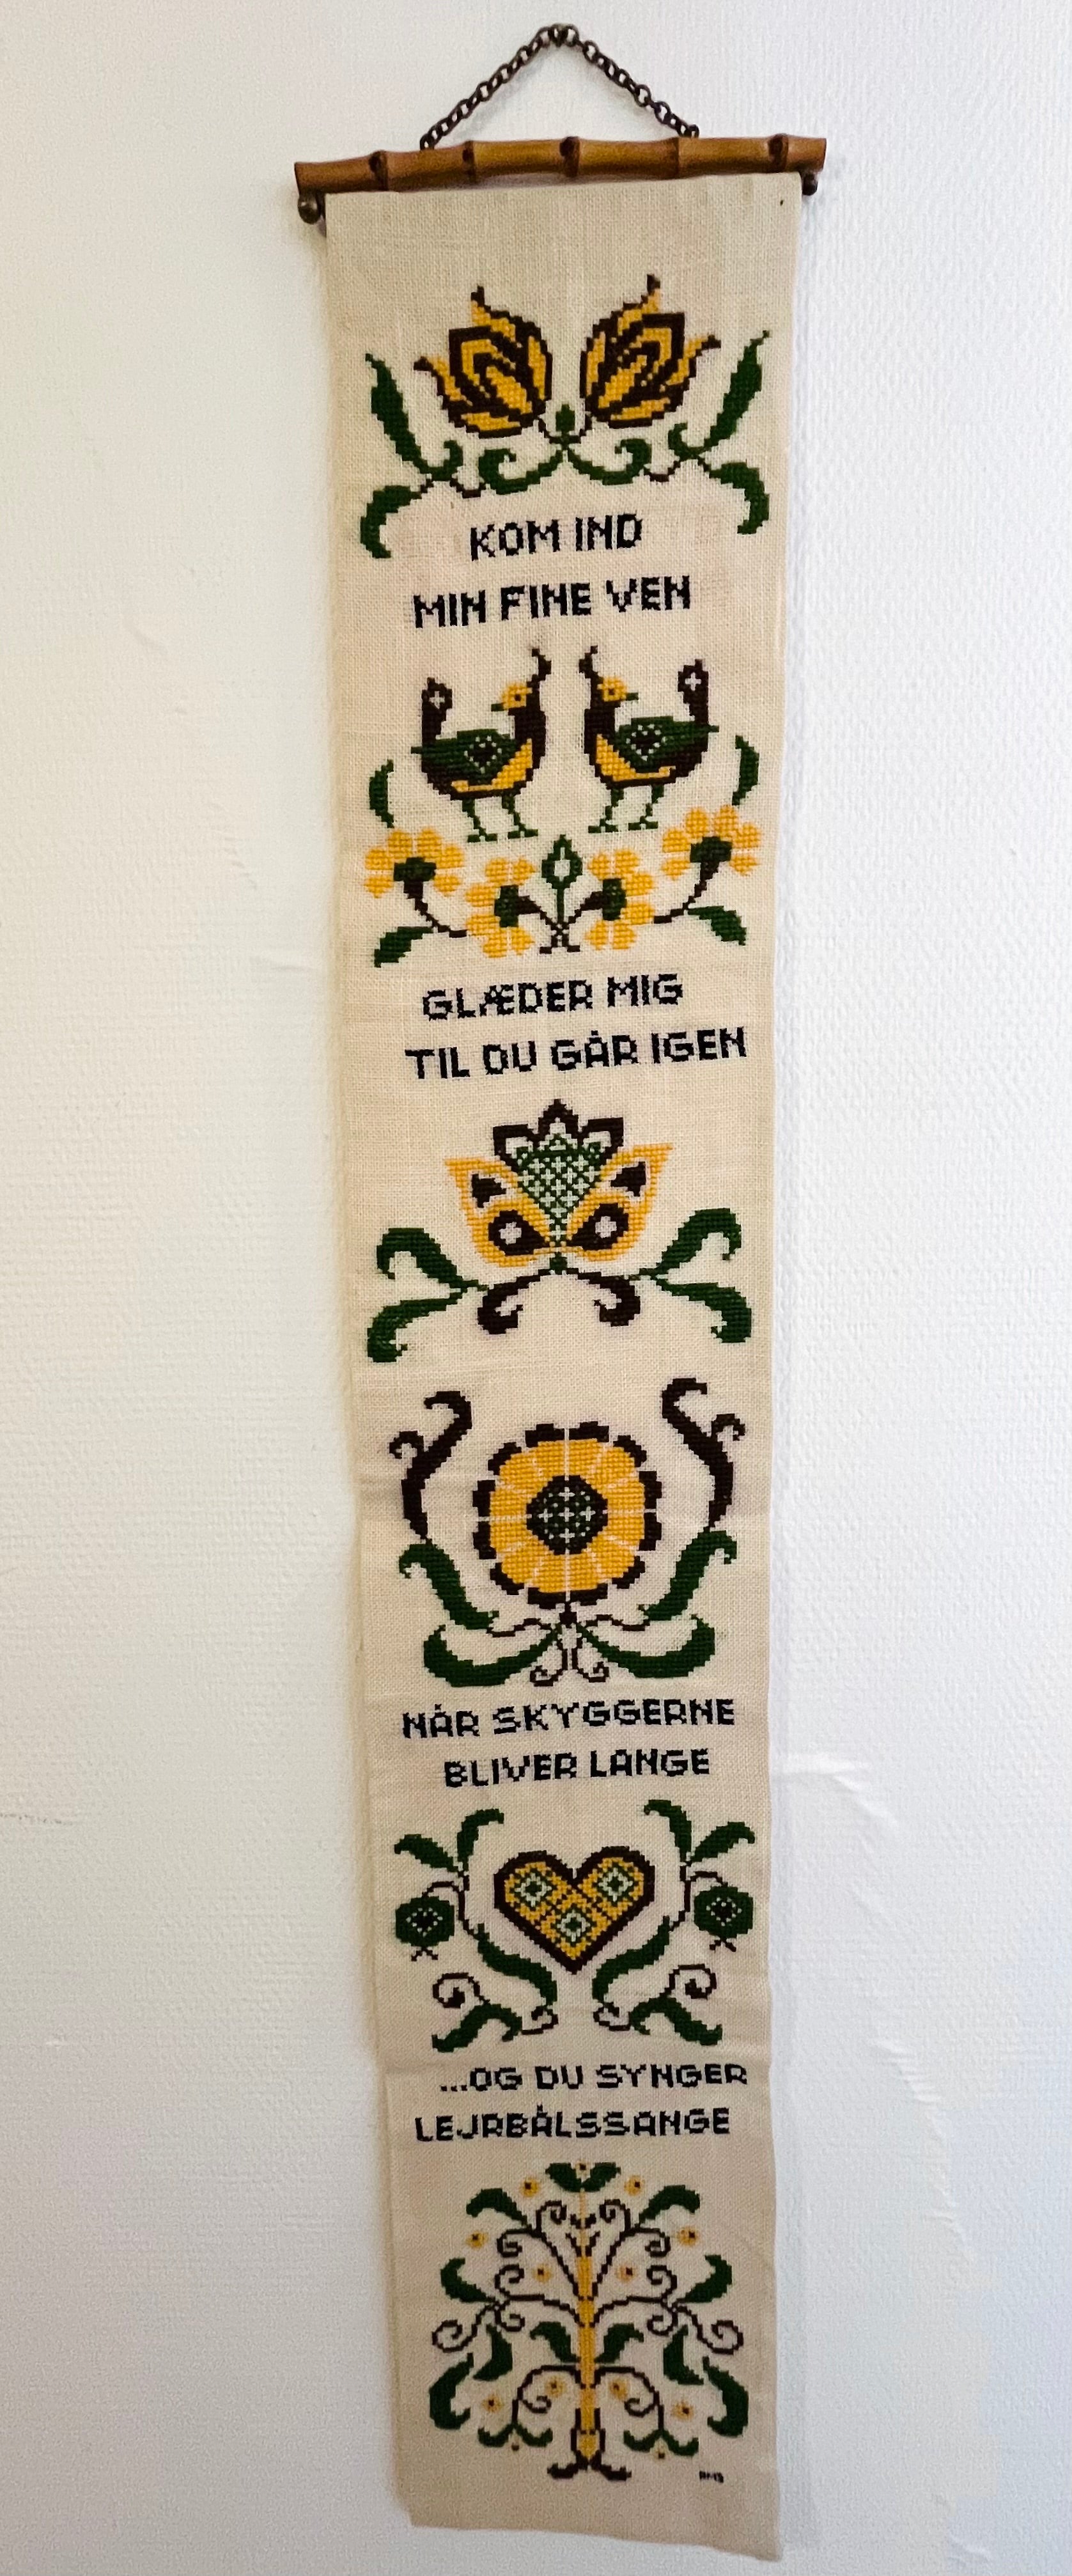 KOM IND
MIN FINE VEN
GLÆDER MIG
TIL DU GÅR IGEN
NÅR SKYGGERNE
BLIVER LANGE
...OG DU SYNGER
LEJRBÅLSSANGE